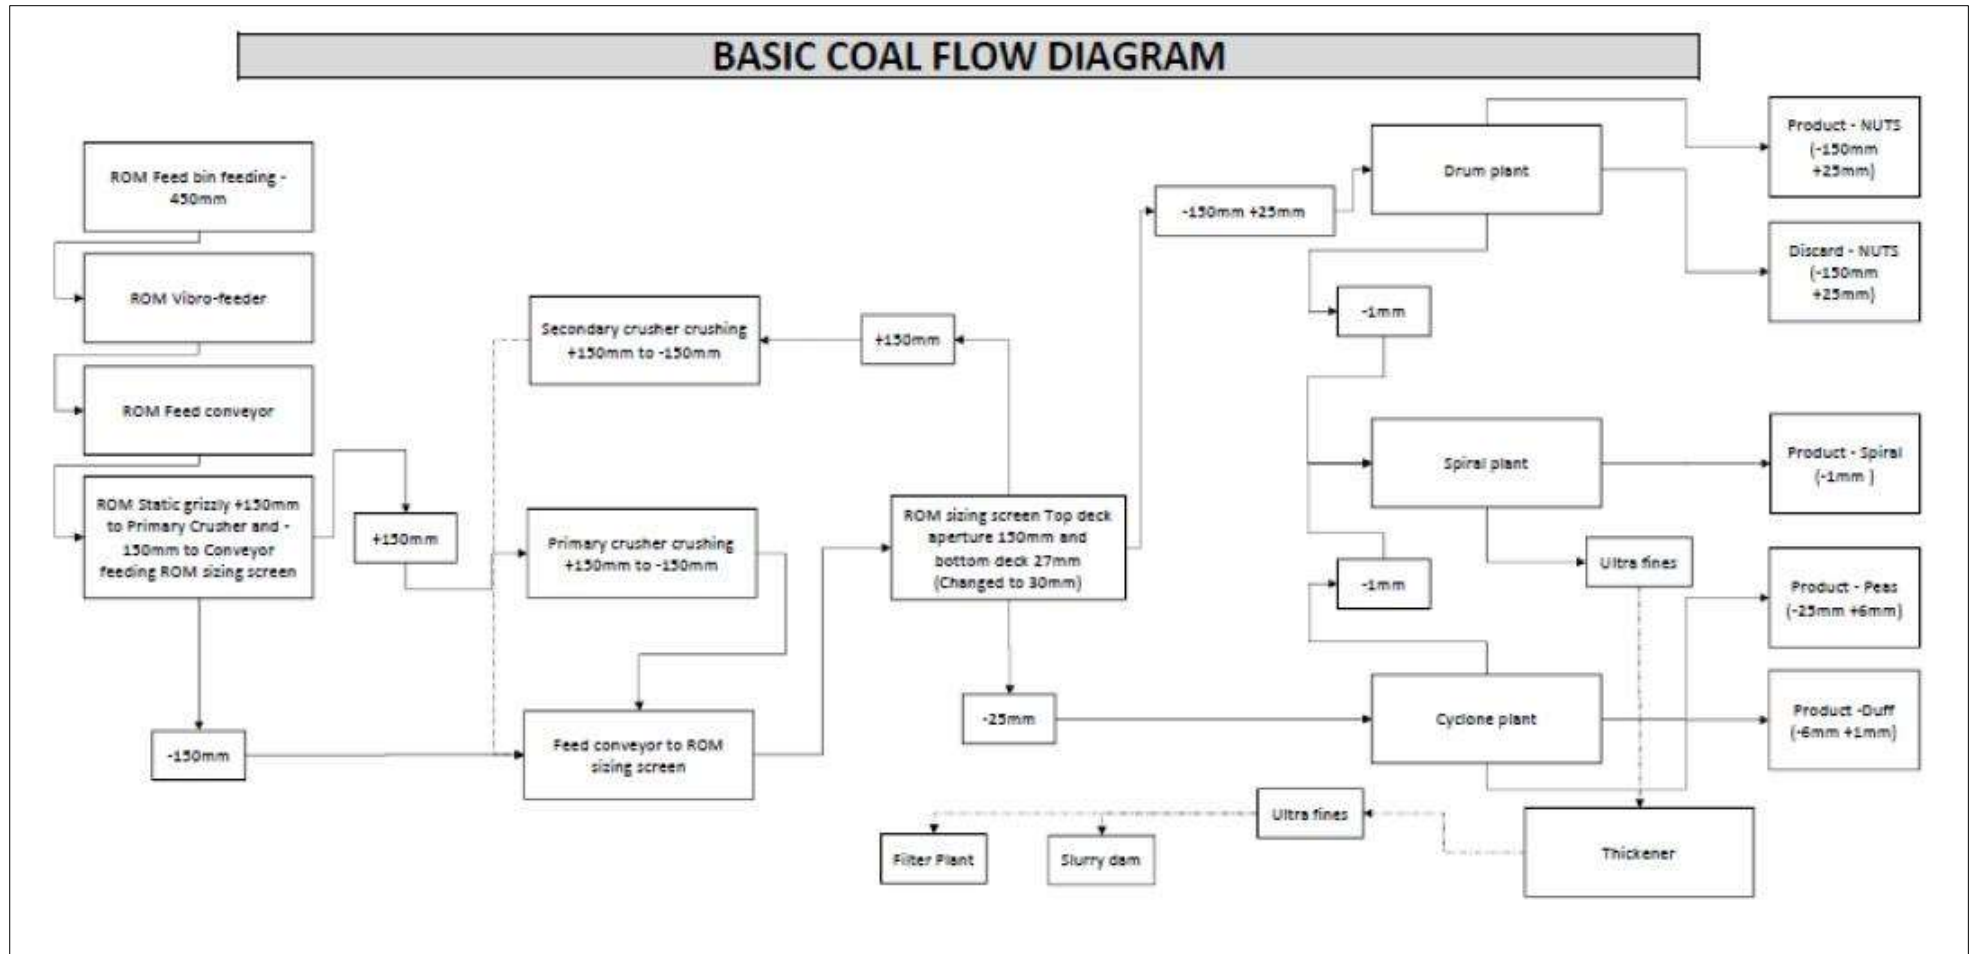 BASIC COAL FLOW DIAGRAM
ROM Feed bin feeding -
450mm
ROM Vibro-feeder
ROM Feed conveyor
ROM Static grizzly +150mm
to Primary Crusher and -
150mm to Conveyor
feeding ROM sizing screen
+150mm
-150mm
Secondary crusher crushing
+150mm to -150mm
+150mm
Primary crusher crushing
+150mm to -150mm
Feed conveyor to ROM
sizing screen
ROM sizing screen Top deck
aperture 150mm and
bottom deck 27mm
(Changed to 30mm)
-150mm +25mm
-25mm
Drum plant
-1mm
Spiral plant
-1mm
Cyclone plant
Ultra fines
Thickener
Ultra fines
Slurry dam
Filter Plant
Product - NUTS
(-150mm
+25mm)
Discard - NUTS
(-150mm
+25mm)
Product - Spiral
(-1mm )
Product - Peas
(-25mm +6mm)
Product -Duff
(-6mm +1mm)